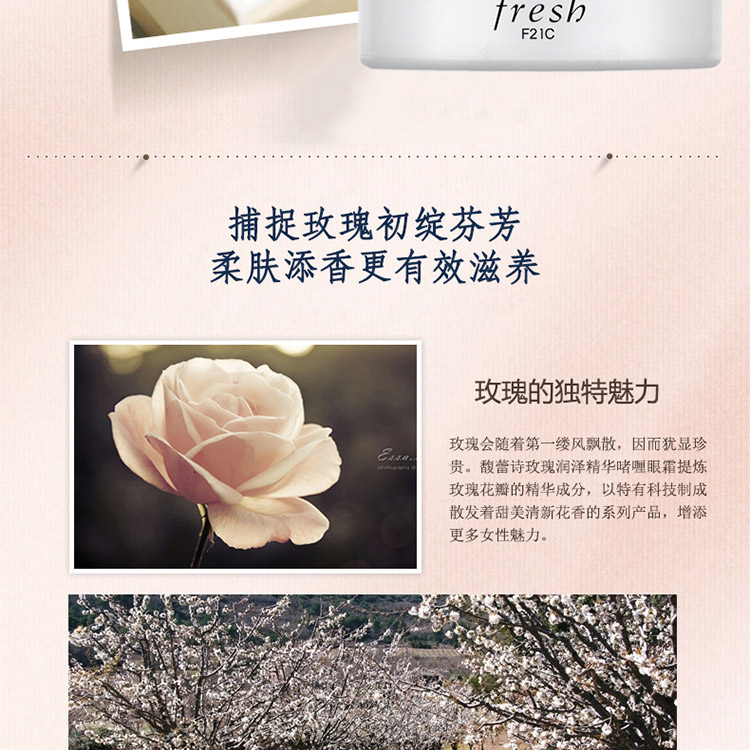 fresh
F21C
捕捉玫瑰初绽芬芳
柔肤添香更有效滋养
玫瑰的独特魅力
玫瑰会随着第一缕风飘散，因而犹显珍
贵。馥蕾诗玫瑰润泽精华啫喱眼霜提炼
玫瑰花瓣的精华成分，以特有科技制成
散发着甜美清新花香的系列产品，增添
更多女性魅力。